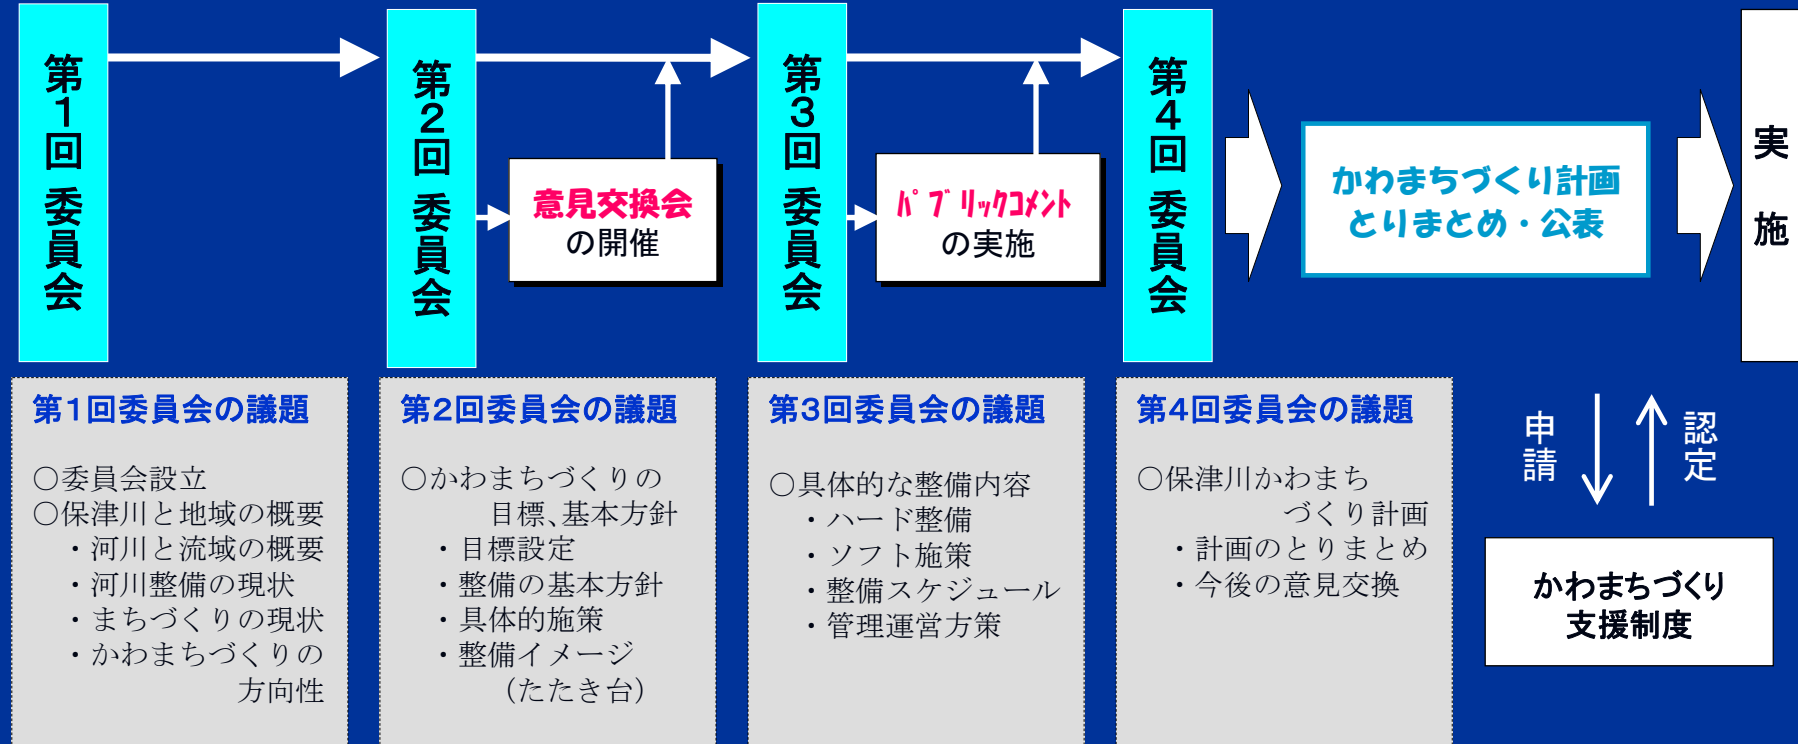 第1回 委員会
第2回 委員会
意見交換会
の開催
第3回 委員会
ﾊﾟﾌﾞﾘｯｸｺﾒﾝﾄ
の実施
第4回 委員会
かわまちづくり計画
とりまとめ・公表
実施
第1回委員会の議題
○委員会設立
○保津川と地域の概要
・河川と流域の概要
・河川整備の現状
・まちづくりの現状
・かわまちづくりの
方向性
第2回委員会の議題
○かわまちづくりの
目標、基本方針
・目標設定
・整備の基本方針
・具体的施策
・整備イメージ
（たたき台）
第3回委員会の議題
○具体的な整備内容
・ハード整備
・ソフト施策
・整備スケジュール
・管理運営方策
第4回委員会の議題
○保津川かわまち
づくり計画
・計画のとりまとめ
・今後の意見交換
申請
認定
かわまちづくり
支援制度